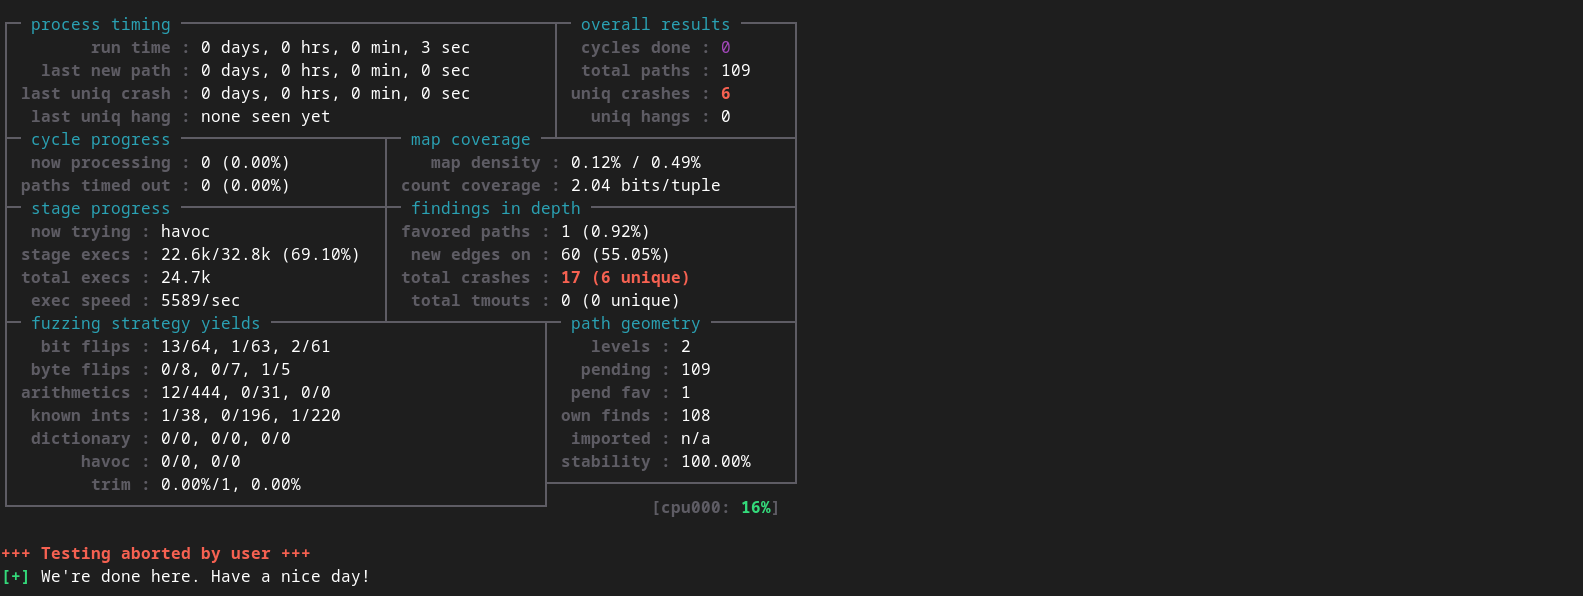 process timing overall results
run time : 0 days, 0 hrs, 0 min, 3 sec cycles done : 0
last new path : 0 days, 0 hrs, 0 min, 0 sec total paths : 109
last uniq crash : 0 days, 0 hrs, 0 min, 0 sec uniq crashes : 6
last uniq hang : none seen yet uniq hangs : 0
cycle progress map coverage
now processing : 0 (0.00%) map density : 0.12% / 0.49%
paths timed out : 0 (0.00%) count coverage : 2.04 bits/tuple
stage progress findings in depth
now trying : havoc favored paths : 1 (0.92%)
stage execs : 22.6k/32.8k (69.10%) new edges on : 60 (55.05%)
total execs : 24.7k total crashes : 17 (6 unique)
exec speed : 5589/sec total tmouts : 0 (0 unique)
fuzzing strategy yields path geometry
bit flips : 13/64, 1/63, 2/61 levels : 2
byte flips : 0/8, 0/7, 1/5 pending : 109
arithmetics : 12/444, 0/31, 0/0 pend fav : 1
known ints : 1/38, 0/196, 1/220 own finds : 108
dictionary : 0/0, 0/0, 0/0 imported : n/a
havoc : 0/0, 0/0 stability : 100.00%
trim : 0.00%/1, 0.00%
[cpu000: 16%]
+++ Testing aborted by user +++
[+] We're done here. Have a nice day!